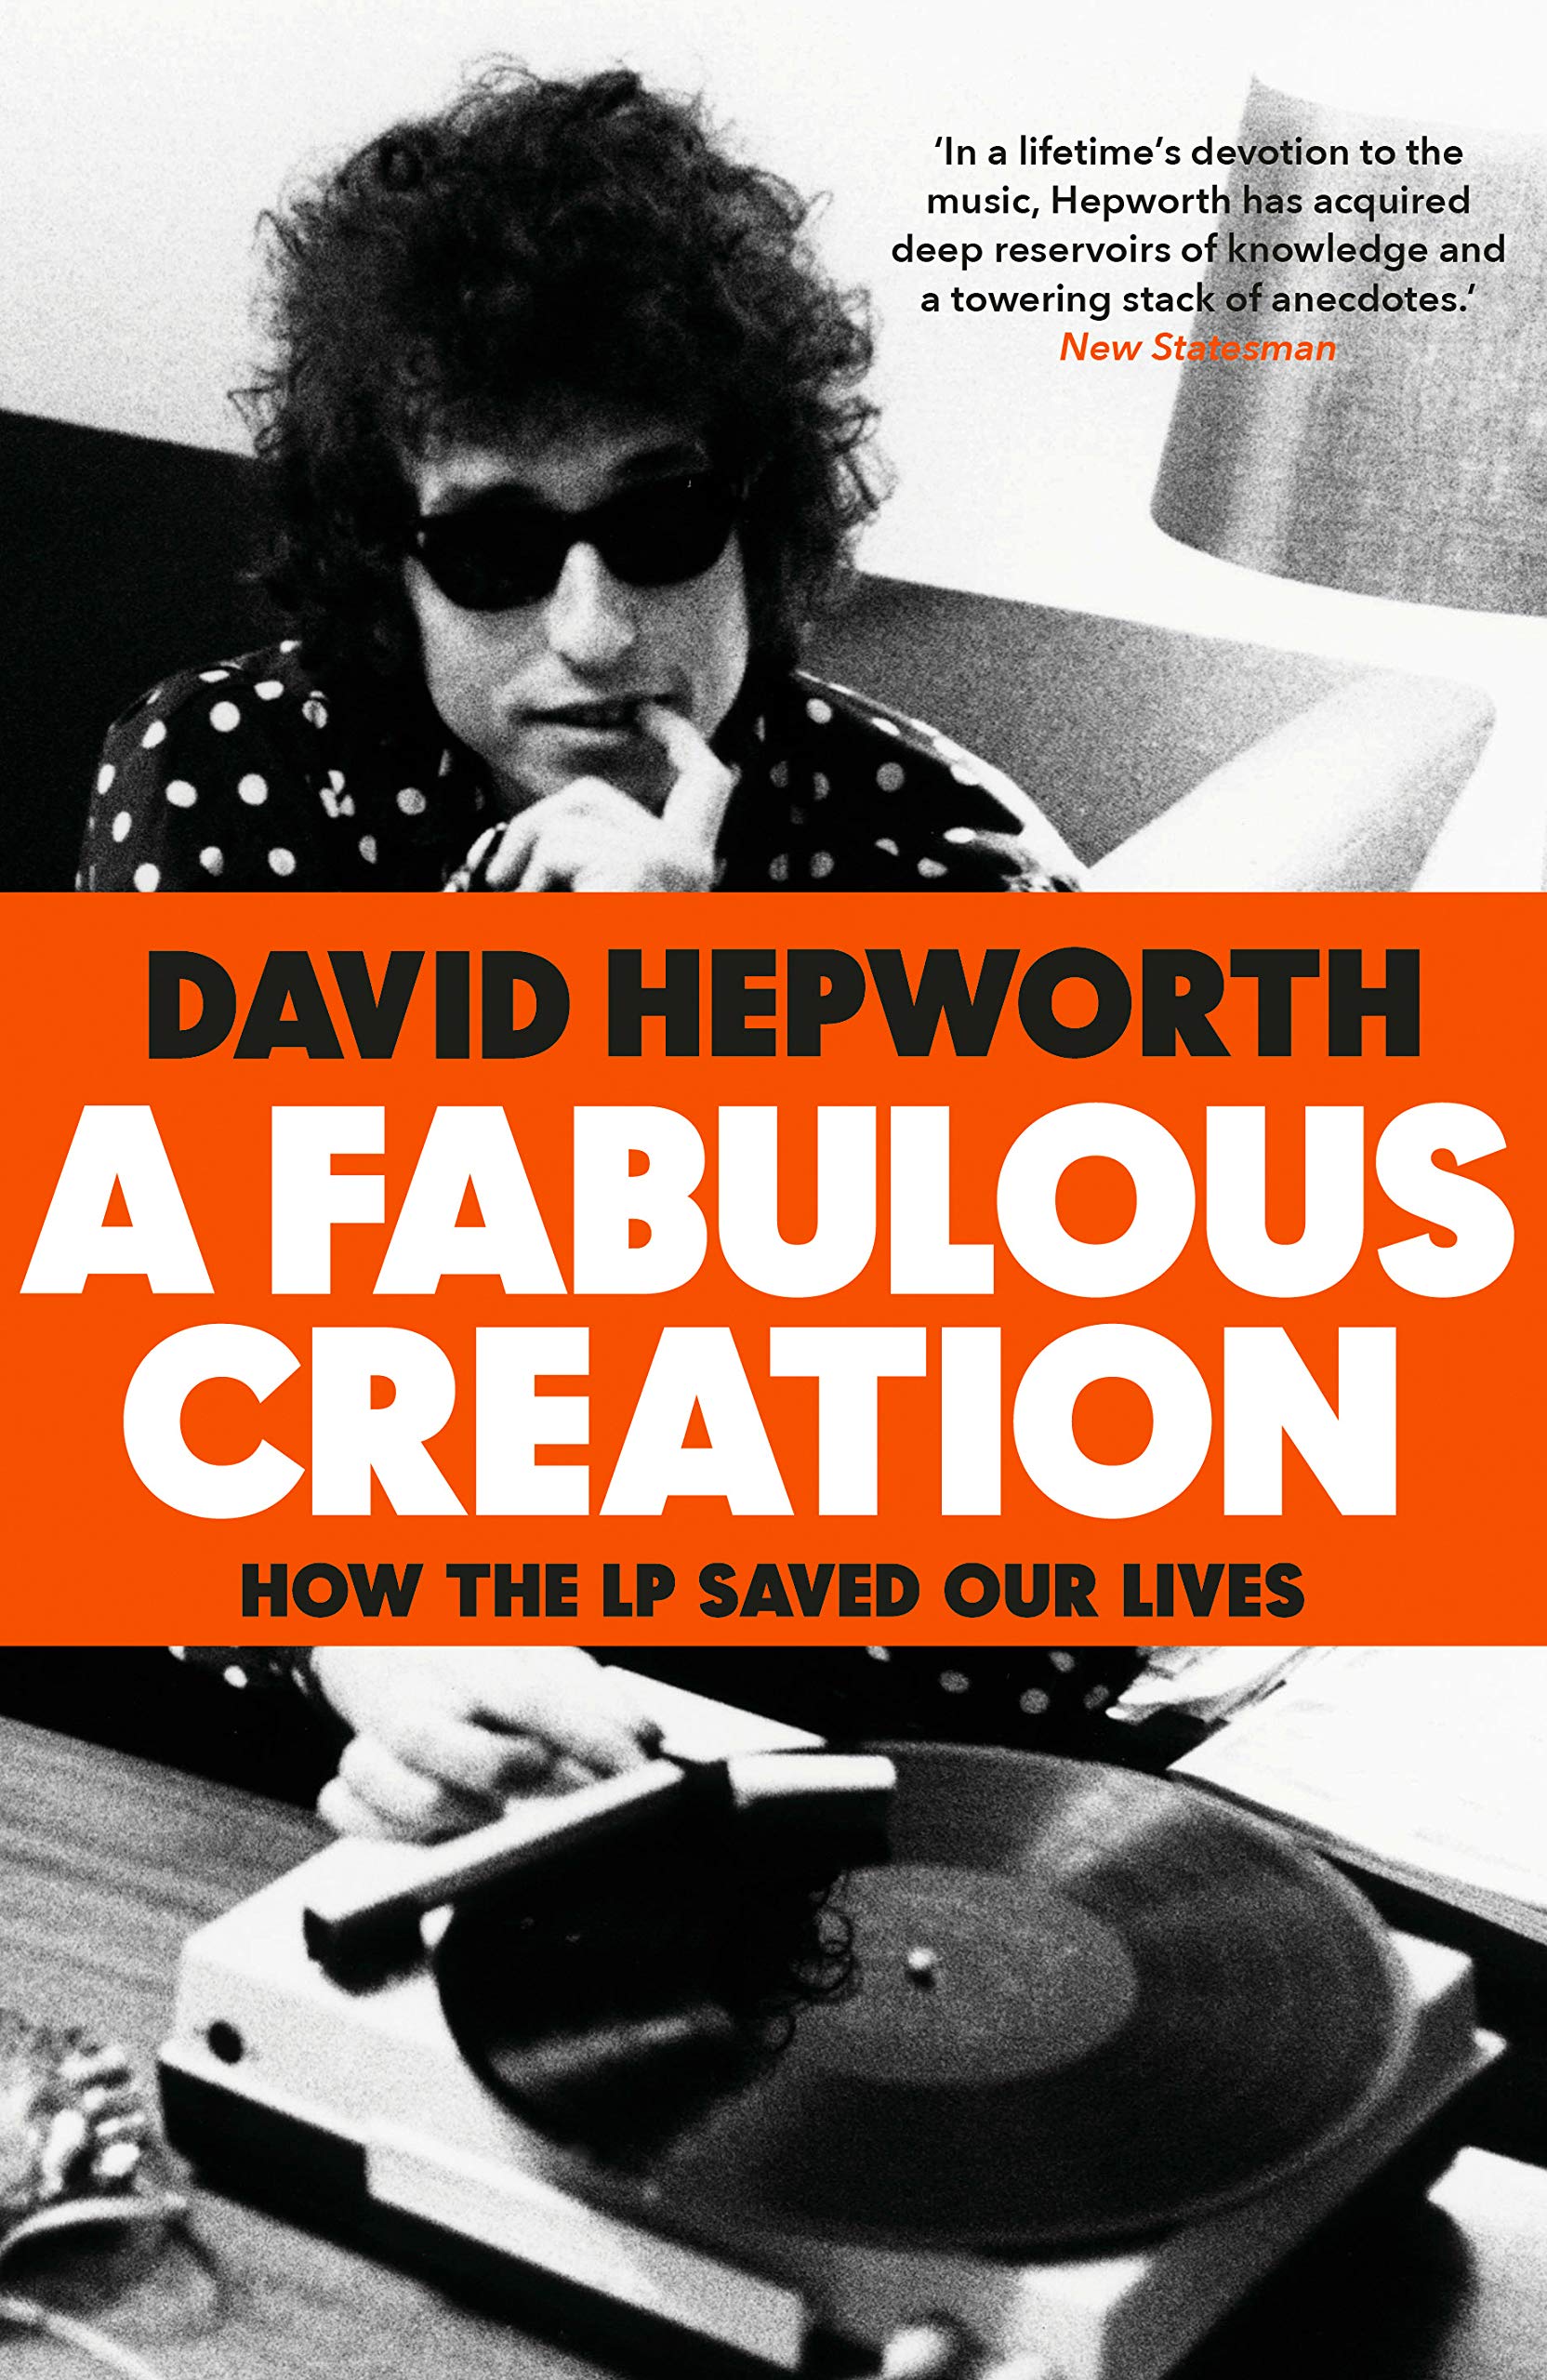 ‘In a lifetime’s devotion to the
music, Hepworth has acquired
deep reservoirs of knowledge and
a towering stack of anecdotes.’
New Statesman
DAVID HEPWORTH
A FABULOUS
CREATION
HOW THE LP SAVED OUR LIVES